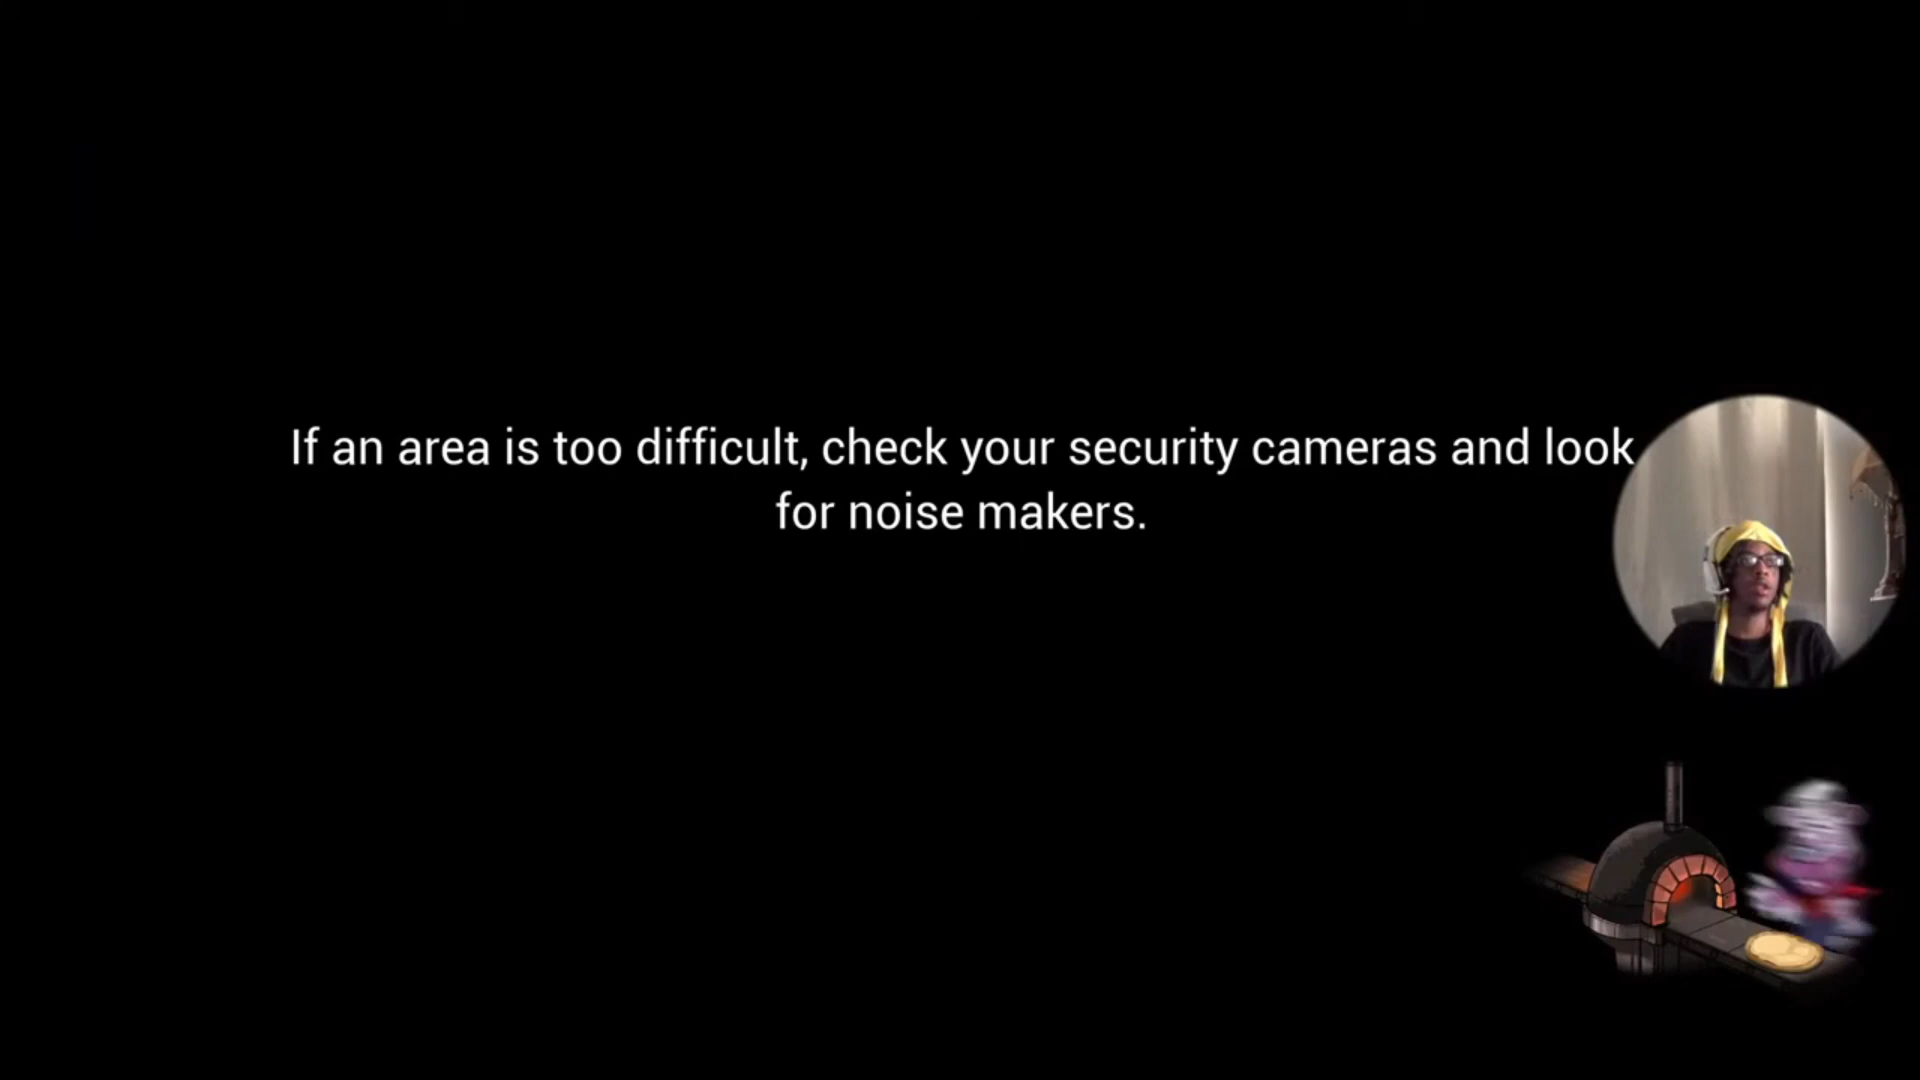 If an area is too difficult, check your security cameras and look
for noise makers.